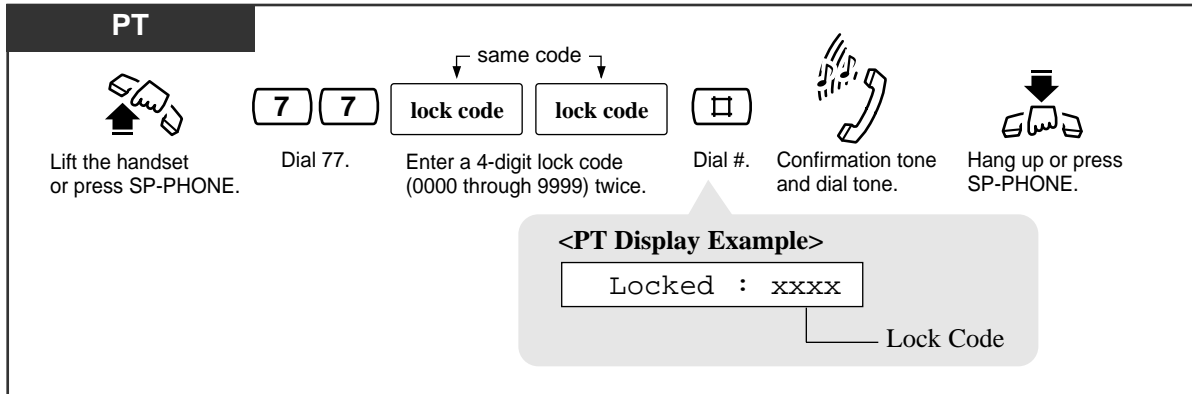 PT
same code
7 7 lock code lock code #
Lift the handset
or press SP-PHONE.
Dial 77.
Enter a 4-digit lock code
(0000 through 9999) twice.
Dial #.
Confirmation tone
and dial tone.
Hang up or press
SP-PHONE.
<PT Display Example>
Locked : xxxx
Lock Code